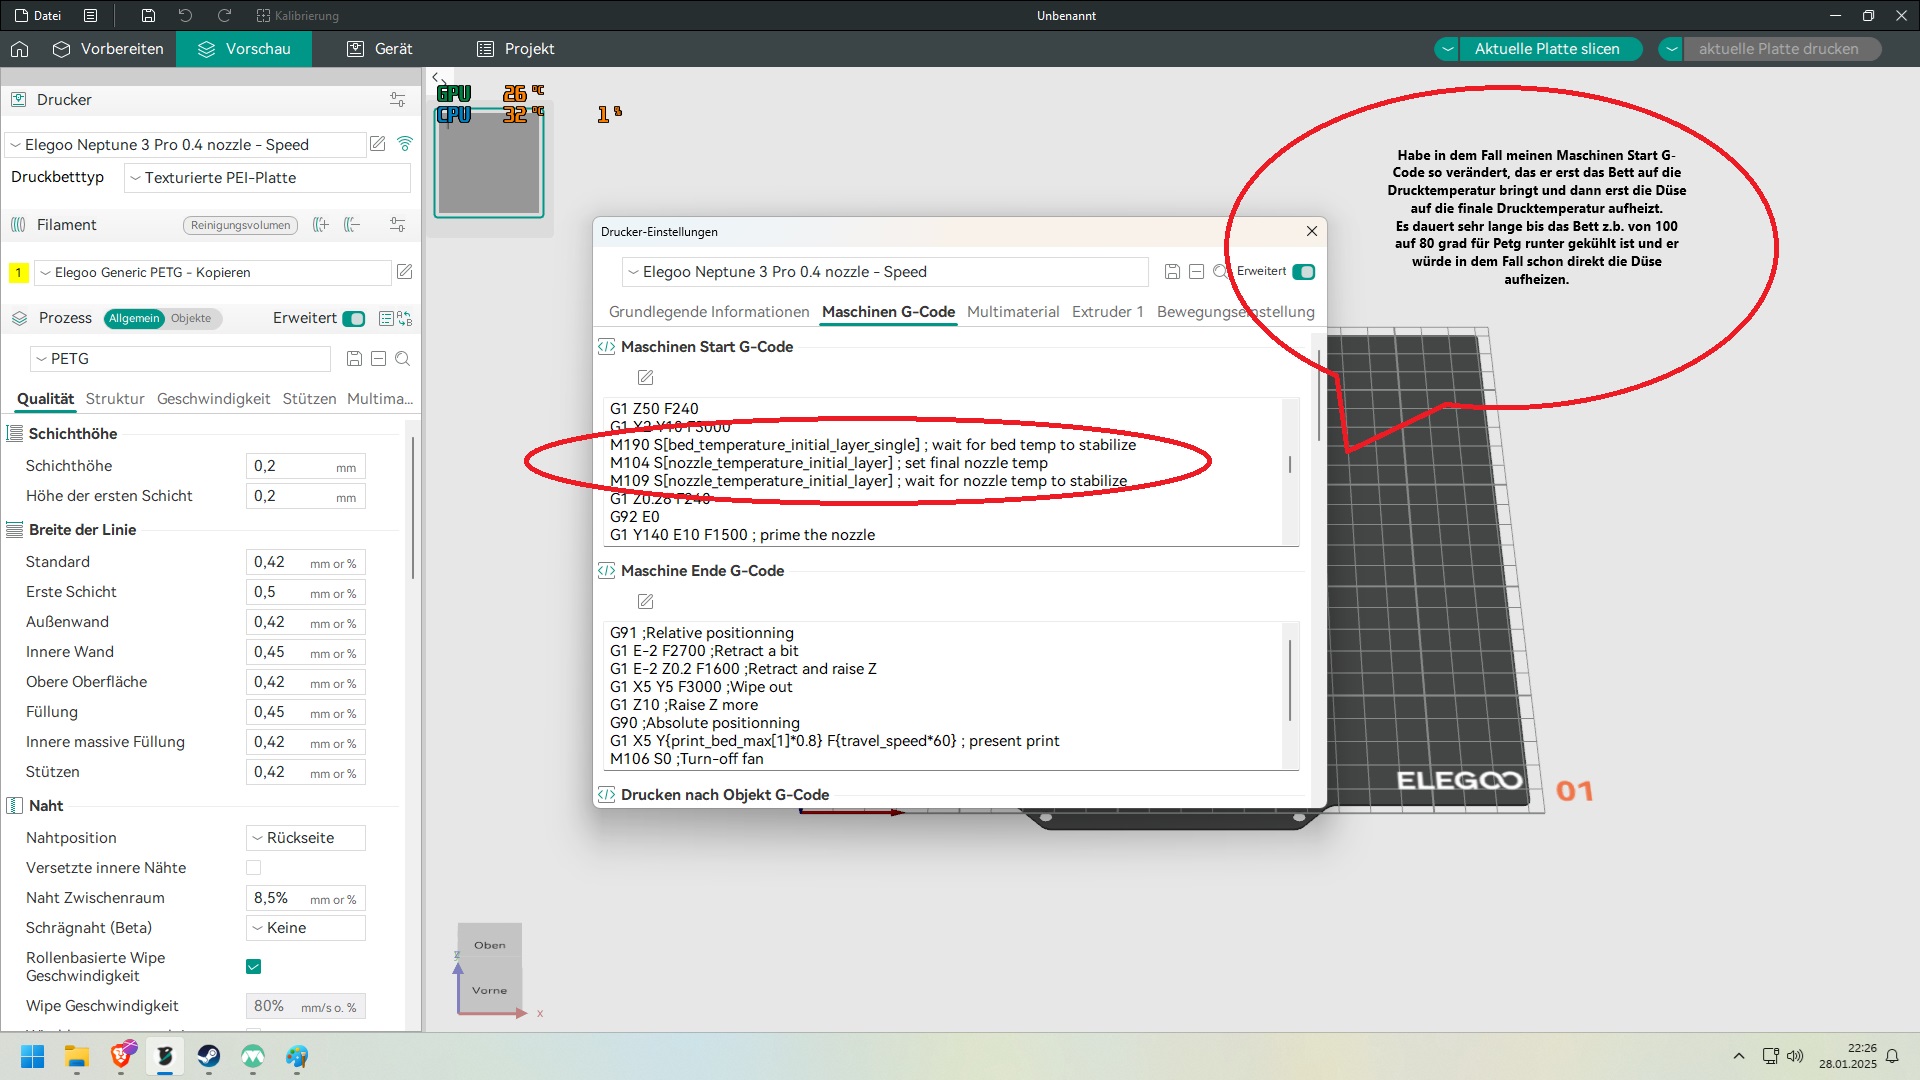 Datei
Kalibrierung
Unbenannt
Vorbereiten
Vorschau
Gerät
Projekt
Aktuelle Platte slicen
aktuelle Platte drucken
Drucker
Elegoo Neptune 3 Pro 0.4 nozzle - Speed
Druckbetttyp
Texturierte PEI-Platte
Filament
Reinigungsvolumen
1
Elegoo Generic PETG - Kopieren
Prozess
Allgemein
Objekte
Erweitert
PETG
Qualität
Struktur
Geschwindigkeit
Stützen
Multima...
Schichthöhe
Schichthöhe 0,2 mm
Höhe der ersten Schicht 0,2 mm
Breite der Linie
Standard 0,42 mm or %
Erste Schicht 0,5 mm or %
Außenwand 0,42 mm or %
Innere Wand 0,45 mm or %
Obere Oberfläche 0,42 mm or %
Füllung 0,45 mm or %
Innere massive Füllung 0,42 mm or %
Stützen 0,42 mm or %
Naht
Nahtposition Rückseite
Versetzte innere Nähte
Naht Zwischenraum 8,5% mm or %
Schrägnaht (Beta) Keine
Rollenbasierte Wipe
Geschwindigkeit
Wipe Geschwindigkeit 80% mm/s o. %
GPU 26 °C
CPU 32 °C 1 %
Habe in dem Fall meinen Maschinen Start G-
Code so verändert, das er erst das Bett auf die
Drucktemperatur bringt und dann erst die Düse
auf die finale Drucktemperatur aufheizt.
Es dauert sehr lange bis das Bett z.b. von 100
auf 80 grad für Petg runter gekühlt ist und er
würde in dem Fall schon direkt die Düse
aufheizen.
Drucker-Einstellungen
Elegoo Neptune 3 Pro 0.4 nozzle - Speed
Erweitert
Grundlegende Informationen
Maschinen G-Code
Multimaterial
Extruder 1
Bewegungseinstellung
Maschinen Start G-Code
G1 Z50 F240
G1 X2 Y10 F3000
M190 S[bed_temperature_initial_layer_single] ; wait for bed temp to stabilize
M104 S[nozzle_temperature_initial_layer] ; set final nozzle temp
M109 S[nozzle_temperature_initial_layer] ; wait for nozzle temp to stabilize
G1 Z0.28 F240
G92 E0
G1 Y140 E10 F1500 ; prime the nozzle
Maschine Ende G-Code
G91 ;Relative positionning
G1 E-2 F2700 ;Retract a bit
G1 E-2 Z0.2 F1600 ;Retract and raise Z
G1 X5 Y5 F3000 ;Wipe out
G1 Z10 ;Raise Z more
G90 ;Absolute positionning
G1 X5 Y{print_bed_max[1]*0.8} F{travel_speed*60} ; present print
M106 S0 ;Turn-off fan
Drucken nach Objekt G-Code
ELEGOO
01
Oben
Vorne
z
x
22:26
28.01.2025